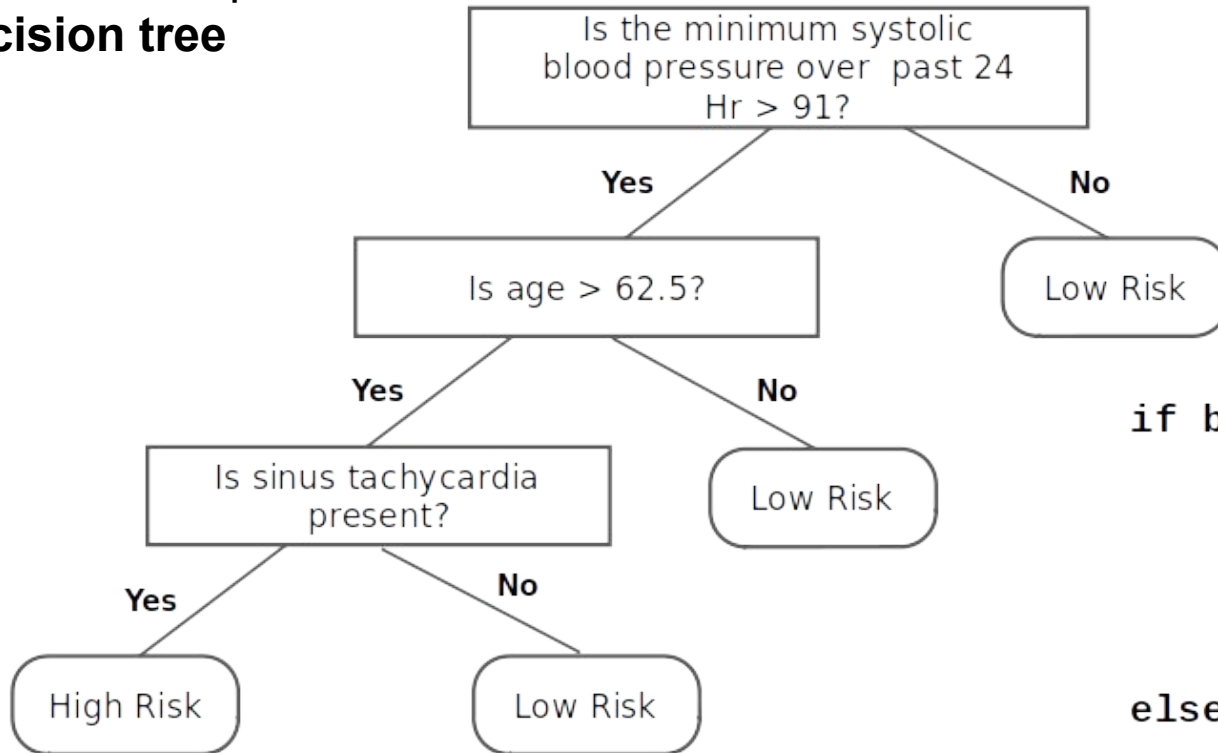 cision tree
Is the minimum systolic
blood pressure over past 24
Hr > 91?
Yes
No
Is age > 62.5?
Low Risk
Yes
No
if b
Is sinus tachycardia
present?
Low Risk
Yes
No
High Risk
Low Risk
else